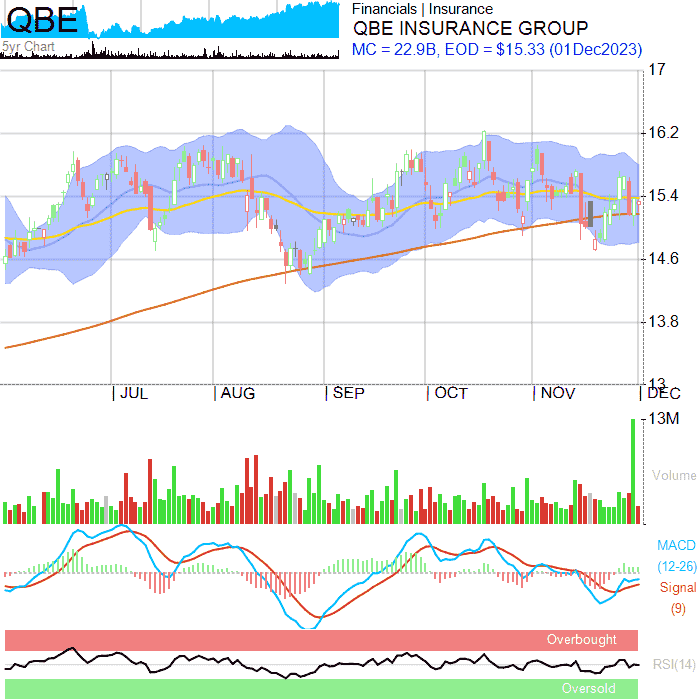 QBE
5yr Chart
Financials | Insurance
QBE INSURANCE GROUP
MC = 22.9B, EOD = $15.33 (01Dec2023)
17
16.2
15.4
14.6
13.8
13
JUL AUG SEP OCT NOV DEC
13M
Volume
MACD
(12-26)
Signal
(9)
Overbought
RSI(14)
Oversold